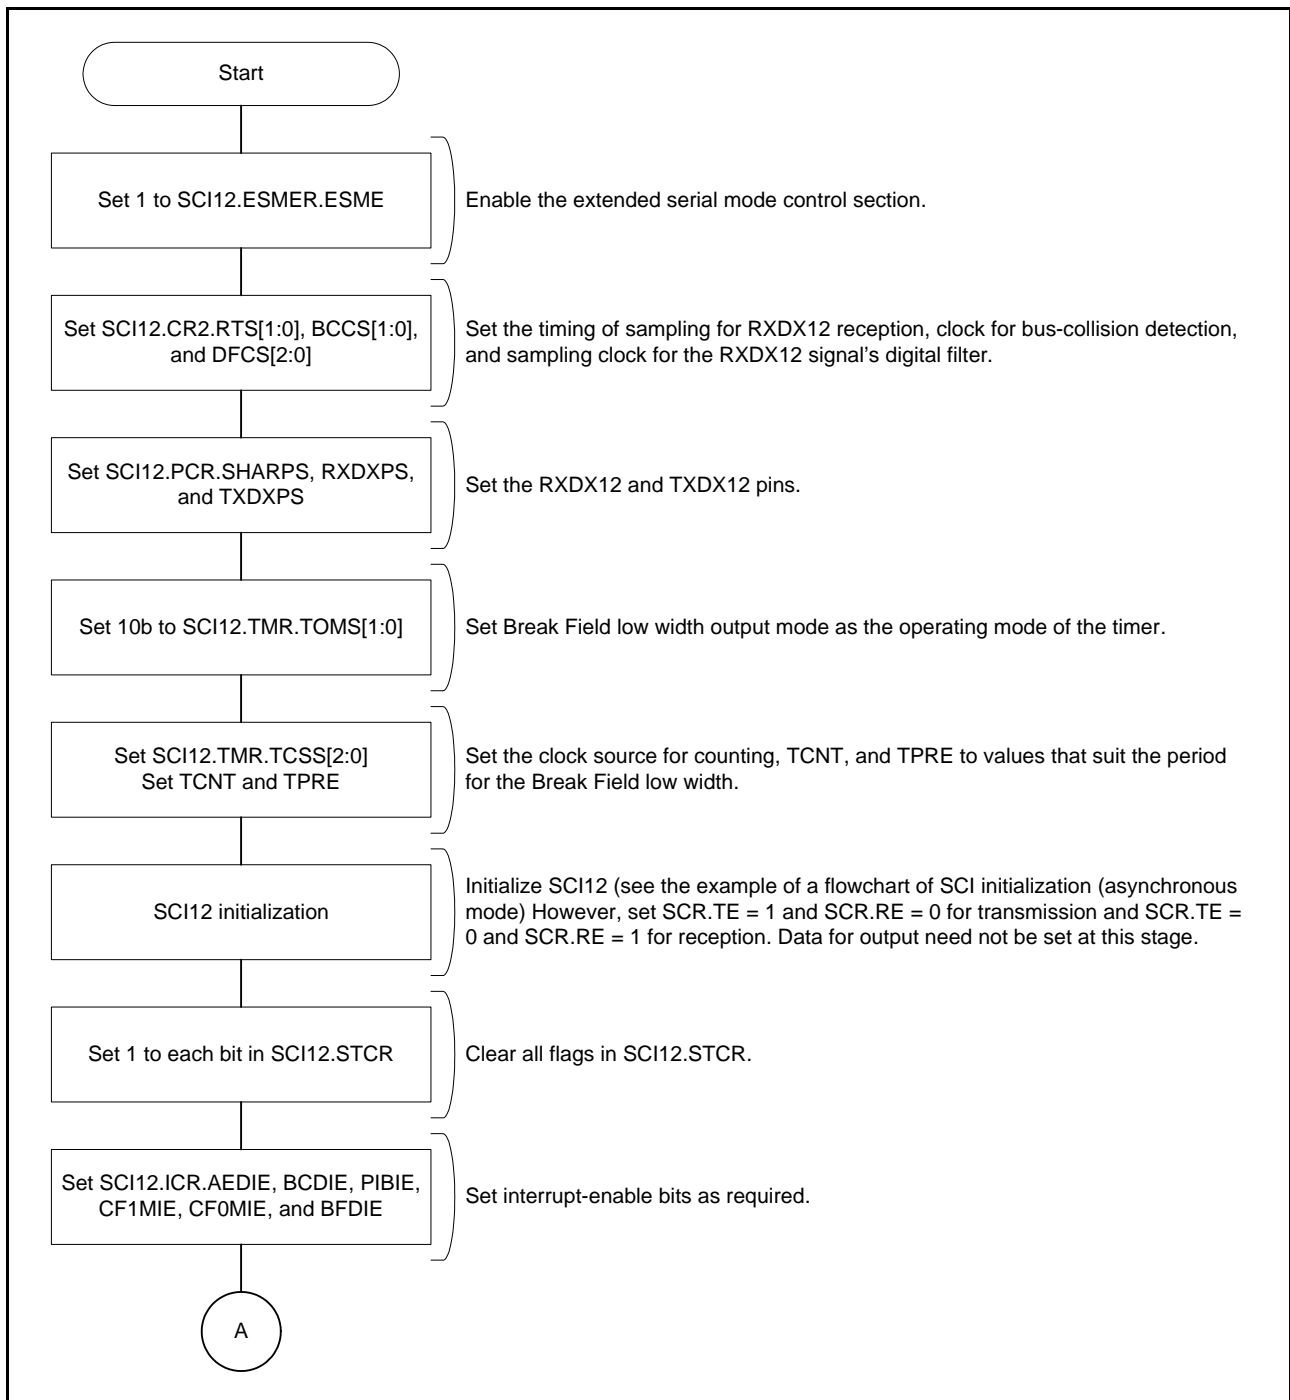 Start
Set 1 to SCI12.ESMER.ESME
Enable the extended serial mode control section.
Set SCI12.CR2.RTS[1:0], BCCS[1:0],
and DFCS[2:0]
Set the timing of sampling for RXDX12 reception, clock for bus-collision detection,
and sampling clock for the RXDX12 signal's digital filter.
Set SCI12.PCR.SHARPS, RXDXPS,
and TXDXPS
Set the RXDX12 and TXDX12 pins.
Set 10b to SCI12.TMR.TOMS[1:0]
Set Break Field low width output mode as the operating mode of the timer.
Set SCI12.TMR.TCSS[2:0]
Set TCNT and TPRE
Set the clock source for counting, TCNT, and TPRE to values that suit the period
for the Break Field low width.
SCI12 initialization
Initialize SCI12 (see the example of a flowchart of SCI initialization (asynchronous
mode) However, set SCR.TE = 1 and SCR.RE = 0 for transmission and SCR.TE =
0 and SCR.RE = 1 for reception. Data for output need not be set at this stage.
Set 1 to each bit in SCI12.STCR
Clear all flags in SCI12.STCR.
Set SCI12.ICR.AEDIE, BCDIE, PIBIE,
CF1MIE, CF0MIE, and BFDIE
Set interrupt-enable bits as required.
A